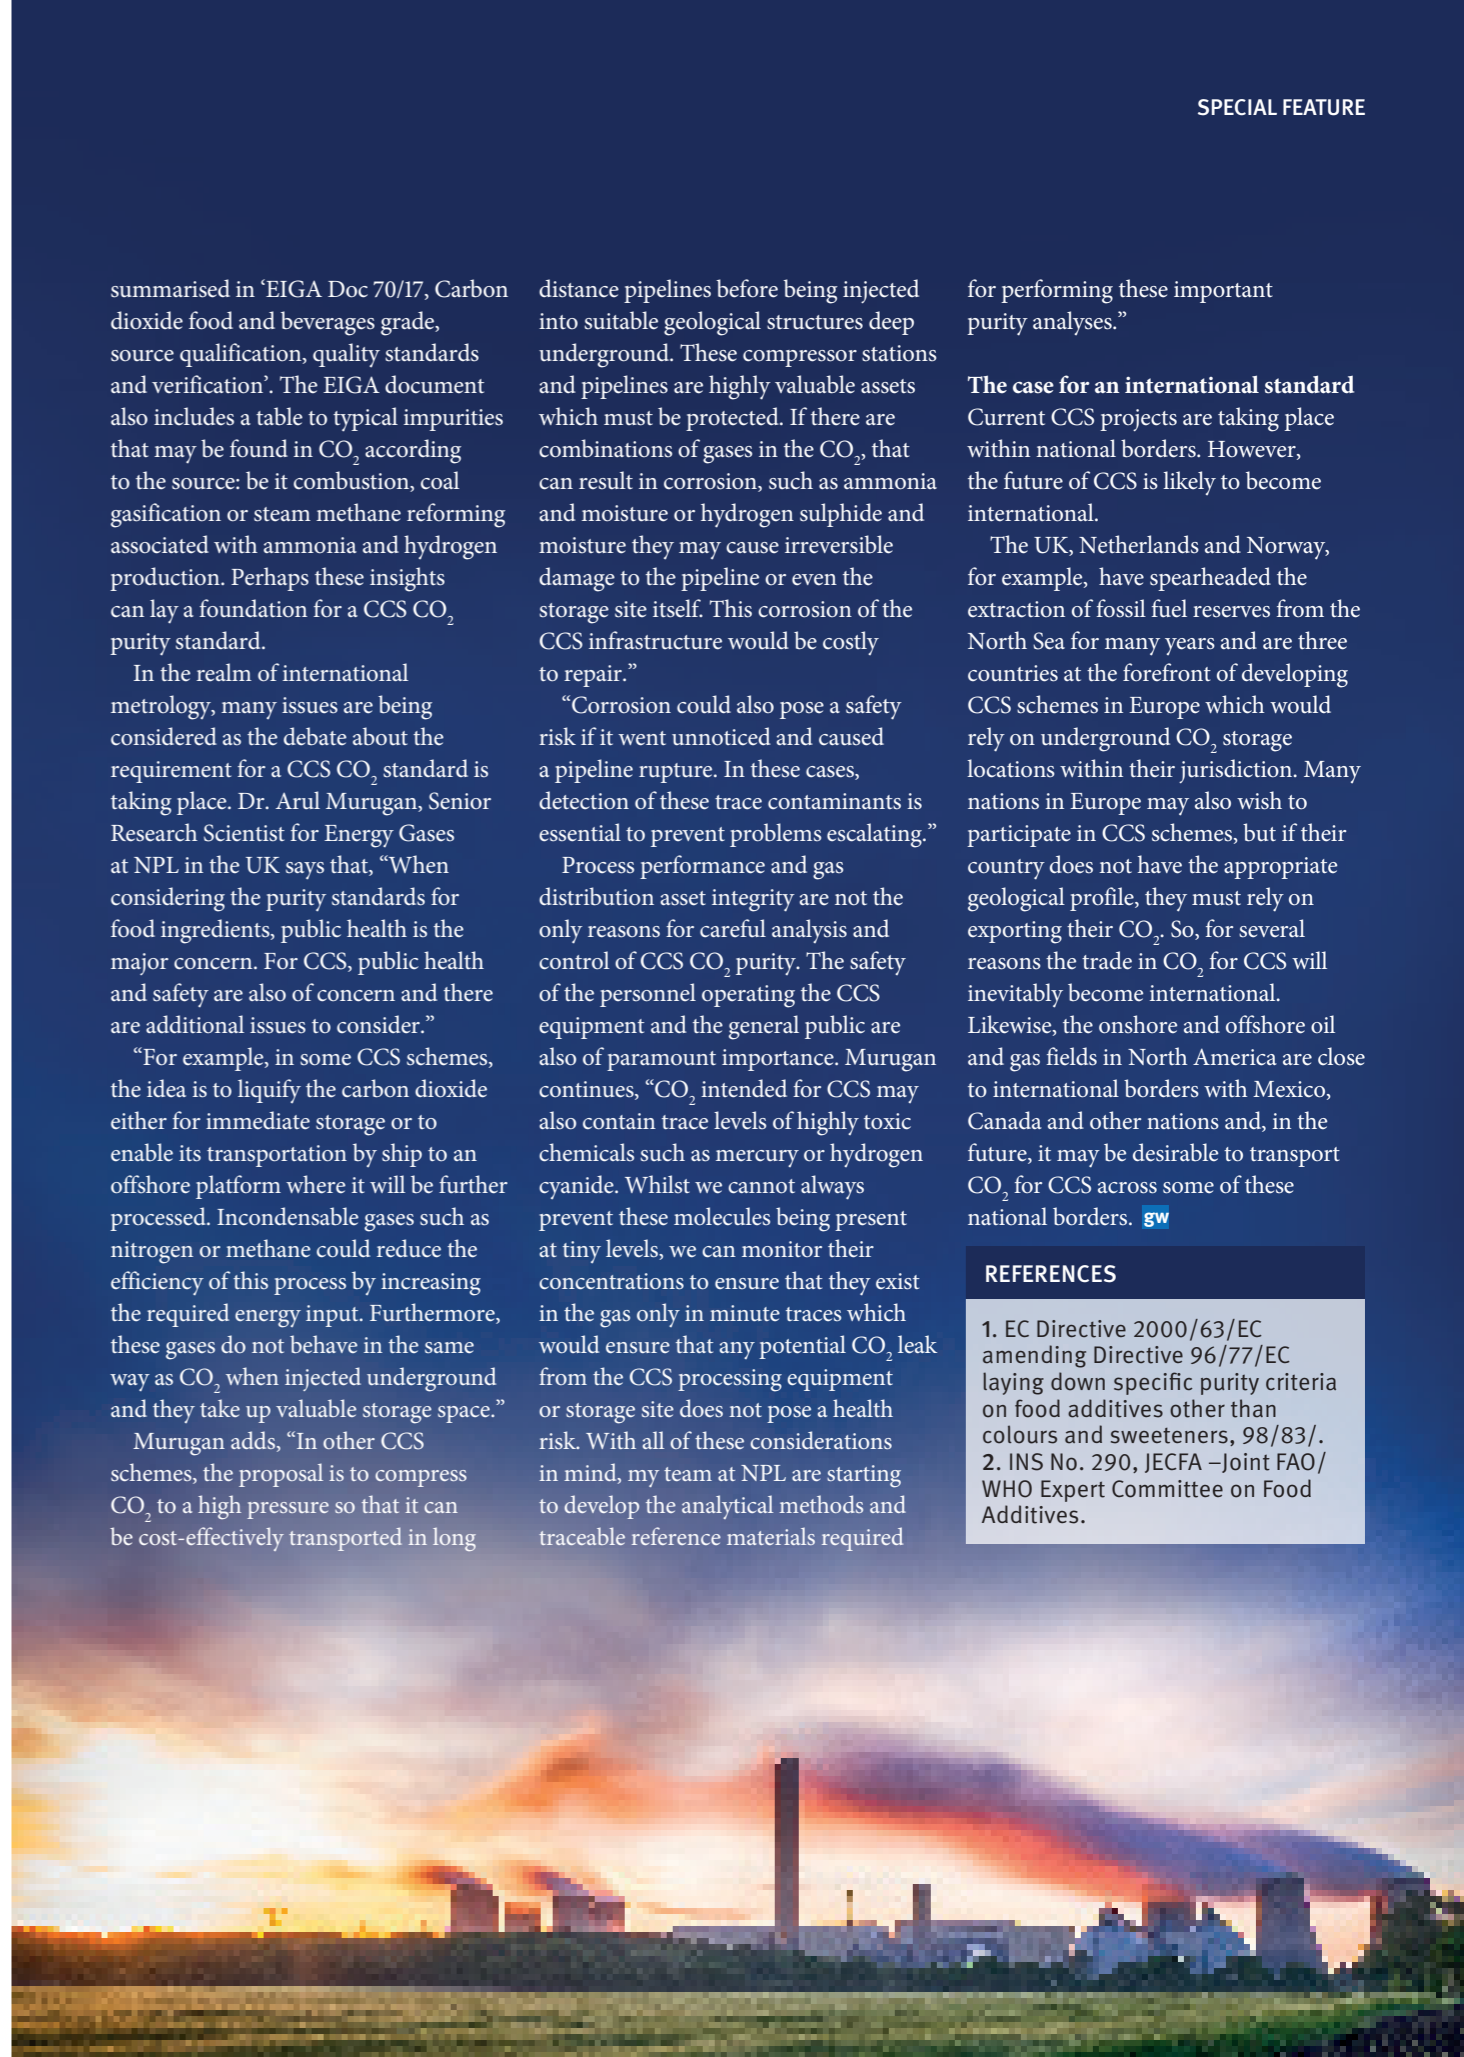 SPECIAL FEATURE
summarised in ‘EIGA Doc 70/17, Carbon
dioxide food and beverages grade,
source qualification, quality standards
and verification’. The EIGA document
also includes a table to typical impurities
that may be found in CO₂ according
to the source: be it combustion, coal
gasification or steam methane reforming
associated with ammonia and hydrogen
production. Perhaps these insights
can lay a foundation for a CCS CO₂
purity standard.
In the realm of international
metrology, many issues are being
considered as the debate about the
requirement for a CCS CO₂ standard is
taking place. Dr. Arul Murugan, Senior
Research Scientist for Energy Gases
at NPL in the UK says that, “When
considering the purity standards for
food ingredients, public health is the
major concern. For CCS, public health
and safety are also of concern and there
are additional issues to consider.”
“For example, in some CCS schemes,
the idea is to liquify the carbon dioxide
either for immediate storage or to
enable its transportation by ship to an
offshore platform where it will be further
processed. Incondensable gases such as
nitrogen or methane could reduce the
efficiency of this process by increasing
the required energy input. Furthermore,
these gases do not behave in the same
way as CO₂ when injected underground
and they take up valuable storage space.”
Murugan adds, “In other CCS
schemes, the proposal is to compress
CO₂ to a high pressure so that it can
be cost-effectively transported in long
distance pipelines before being injected
into suitable geological structures deep
underground. These compressor stations
and pipelines are highly valuable assets
which must be protected. If there are
combinations of gases in the CO₂, that
can result in corrosion, such as ammonia
and moisture or hydrogen sulphide and
moisture they may cause irreversible
damage to the pipeline or even the
storage site itself. This corrosion of the
CCS infrastructure would be costly
to repair.”
“Corrosion could also pose a safety
risk if it went unnoticed and caused
a pipeline rupture. In these cases,
detection of these trace contaminants is
essential to prevent problems escalating.”
Process performance and gas
distribution asset integrity are not the
only reasons for careful analysis and
control of CCS CO₂ purity. The safety
of the personnel operating the CCS
equipment and the general public are
also of paramount importance. Murugan
continues, “CO₂ intended for CCS may
also contain trace levels of highly toxic
chemicals such as mercury or hydrogen
cyanide. Whilst we cannot always
prevent these molecules being present
at tiny levels, we can monitor their
concentrations to ensure that they exist
in the gas only in minute traces which
would ensure that any potential CO₂ leak
from the CCS processing equipment
or storage site does not pose a health
risk. With all of these considerations
in mind, my team at NPL are starting
to develop the analytical methods and
traceable reference materials required
for performing these important
purity analyses.”
The case for an international standard
Current CCS projects are taking place
within national borders. However,
the future of CCS is likely to become
international.
The UK, Netherlands and Norway,
for example, have spearheaded the
extraction of fossil fuel reserves from the
North Sea for many years and are three
countries at the forefront of developing
CCS schemes in Europe which would
rely on underground CO₂ storage
locations within their jurisdiction. Many
nations in Europe may also wish to
participate in CCS schemes, but if their
country does not have the appropriate
geological profile, they must rely on
exporting their CO₂. So, for several
reasons the trade in CO₂ for CCS will
inevitably become international.
Likewise, the onshore and offshore oil
and gas fields in North America are close
to international borders with Mexico,
Canada and other nations and, in the
future, it may be desirable to transport
CO₂ for CCS across some of these
national borders. gw
REFERENCES
1. EC Directive 2000/63/EC
amending Directive 96/77/EC
laying down specific purity criteria
on food additives other than
colours and sweeteners, 98/83/.
2. INS No. 290, JECFA –Joint FAO/
WHO Expert Committee on Food
Additives.